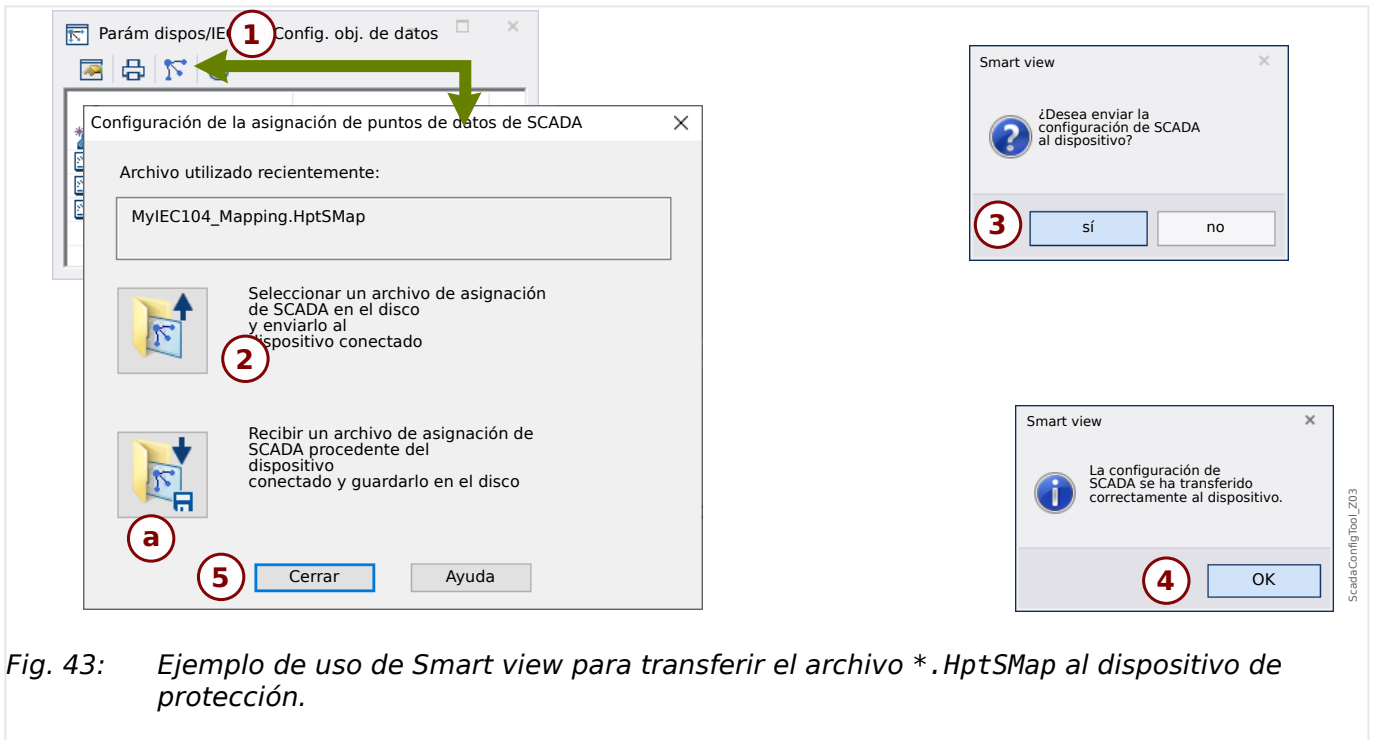 Parám dispos/IE 1 Config. obj. de datos
Configuración de la asignación de puntos de datos de SCADA
Archivo utilizado recientemente:
MyIEC104_Mapping.HptSMap
Seleccionar un archivo de asignación
de SCADA en el disco
y enviarlo al
dispositivo conectado
2
Recibir un archivo de asignación de
SCADA procedente del
dispositivo
conectado y guardarlo en el disco
a
5 Cerrar Ayuda
Smart view
¿Desea enviar la
configuración de SCADA
al dispositivo?
3 sí no
Smart view
La configuración de
SCADA se ha transferido
correctamente al dispositivo.
4 OK
ScadaConfigTool_Z03
Fig. 43: Ejemplo de uso de Smart view para transferir el archivo *.HptSMap al dispositivo de
protección.